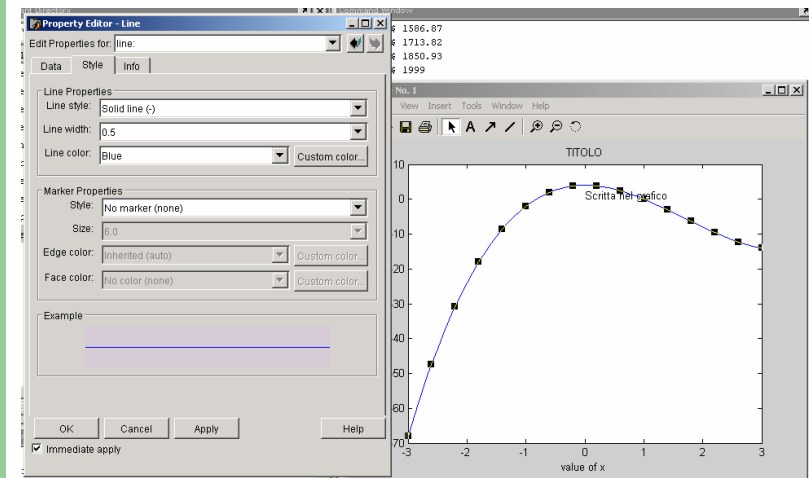 Command Window
Property Editor - Line
Edit Properties for: line:
Data Style Info
Line Properties
Line style: Solid line (-)
Line width: 0.5
Line color: Blue Custom color...
Marker Properties
Style: No marker (none)
Size: 6.0
Edge color: Inherited (auto) Custom color...
Face color: No color (none) Custom color...
Example
OK Cancel Apply Help
Immediate apply
$ 1586.87
$ 1713.82
$ 1850.93
$ 1999
No. 1
View Insert Tools Window Help
A
TITOLO
10
0
-10
-20
-30
-40
-50
-60
-70
Scritta nel grafico
-3 -2 -1 0 1 2 3
value of x